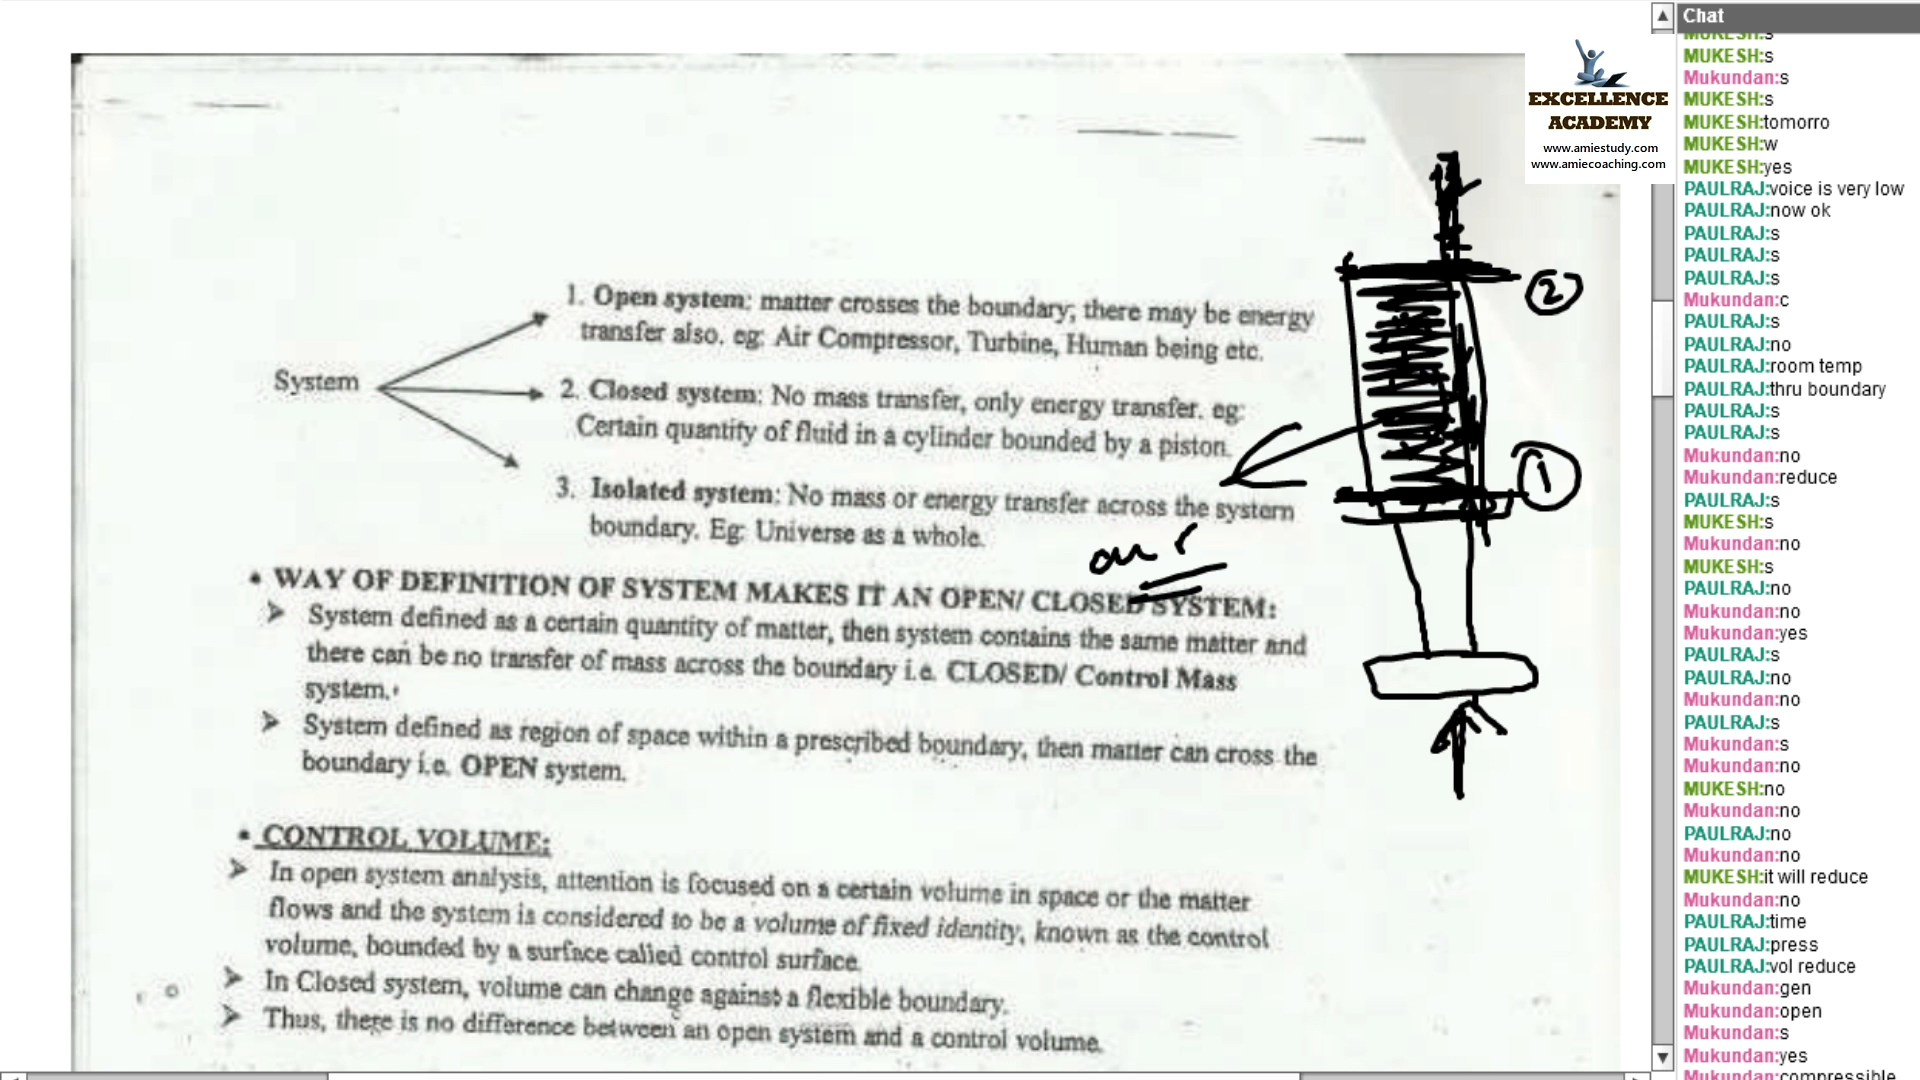 1. Open system: matter crosses the boundary; there may be energy
transfer also. eg: Air Compressor, Turbine, Human being etc.
System
2. Closed system: No mass transfer, only energy transfer. eg:
Certain quantity of fluid in a cylinder bounded by a piston.
3. Isolated system: No mass or energy transfer across the system
boundary. Eg: Universe as a whole.
• WAY OF DEFINITION OF SYSTEM MAKES IT AN OPEN/ CLOSED SYSTEM:
➢ System defined as a certain quantity of matter, then system contains the same matter and
there can be no transfer of mass across the boundary i.e. CLOSED/ Control Mass
system.
➢ System defined as region of space within a prescribed boundary, then matter can cross the
boundary i.e. OPEN system.
• CONTROL VOLUME:
➢ In open system analysis, attention is focused on a certain volume in space or the matter
flows and the system is considered to be a volume of fixed identity, known as the control
volume, bounded by a surface called control surface.
➢ In Closed system, volume can change against a flexible boundary.
➢ Thus, there is no difference between an open system and a control volume.
2
1
air
EXCELLENCE
ACADEMY
www.amiestudy.com
www.amiecoaching.com
Chat
MUKESH:s
MUKESH:s
Mukundan:s
MUKESH:s
MUKESH:tomorro
MUKESH:w
MUKESH:yes
PAULRAJ:voice is very low
PAULRAJ:now ok
PAULRAJ:s
PAULRAJ:s
PAULRAJ:s
Mukundan:c
PAULRAJ:s
PAULRAJ:no
PAULRAJ:room temp
PAULRAJ:thru boundary
PAULRAJ:s
PAULRAJ:s
Mukundan:no
Mukundan:reduce
PAULRAJ:s
MUKESH:s
Mukundan:no
MUKESH:s
PAULRAJ:no
Mukundan:no
Mukundan:yes
PAULRAJ:s
PAULRAJ:no
Mukundan:no
PAULRAJ:s
Mukundan:s
Mukundan:no
MUKESH:no
Mukundan:no
PAULRAJ:no
Mukundan:no
MUKESH:it will reduce
Mukundan:no
PAULRAJ:time
PAULRAJ:press
PAULRAJ:vol reduce
Mukundan:gen
Mukundan:open
Mukundan:s
Mukundan:yes
Mukundan:compressible